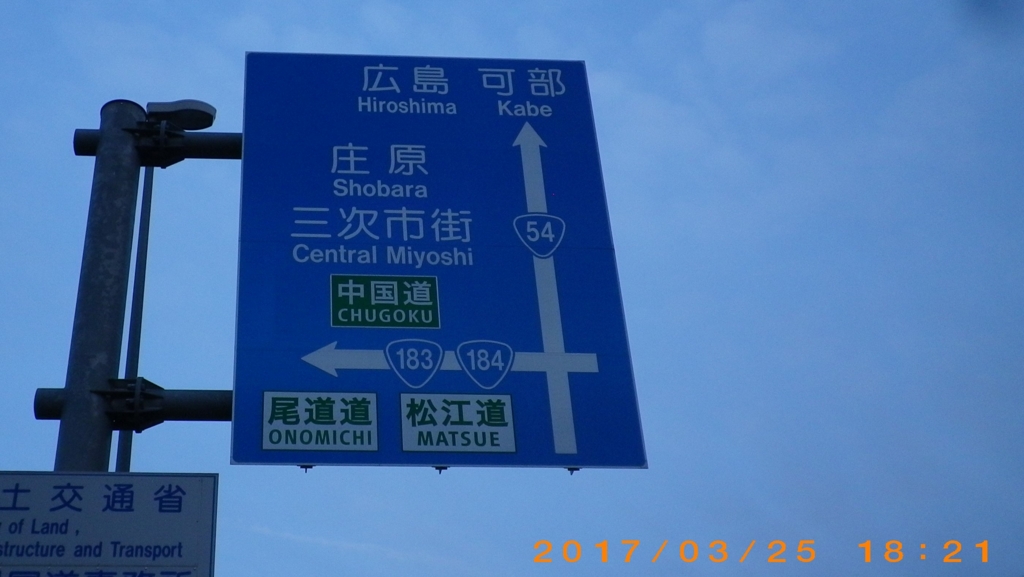 広島 可部
Hiroshima Kabe
庄原
Shobara
三次市街
Central Miyoshi
54
中国道
CHUGOKU
183 184
尾道道 松江道
ONOMICHI MATSUE
土交通省
of Land,
structure and Transport
2017/03/25 18:21